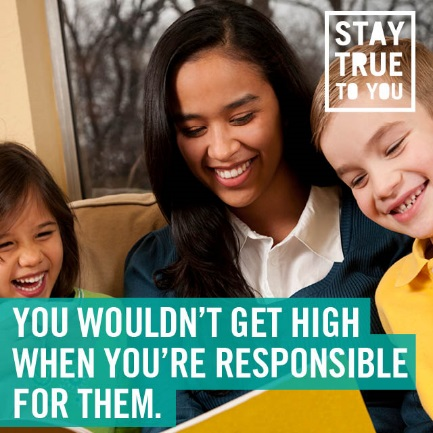 STAY
TRUE
TO YOU
YOU WOULDN'T GET HIGH
WHEN YOU'RE RESPONSIBLE
FOR THEM.